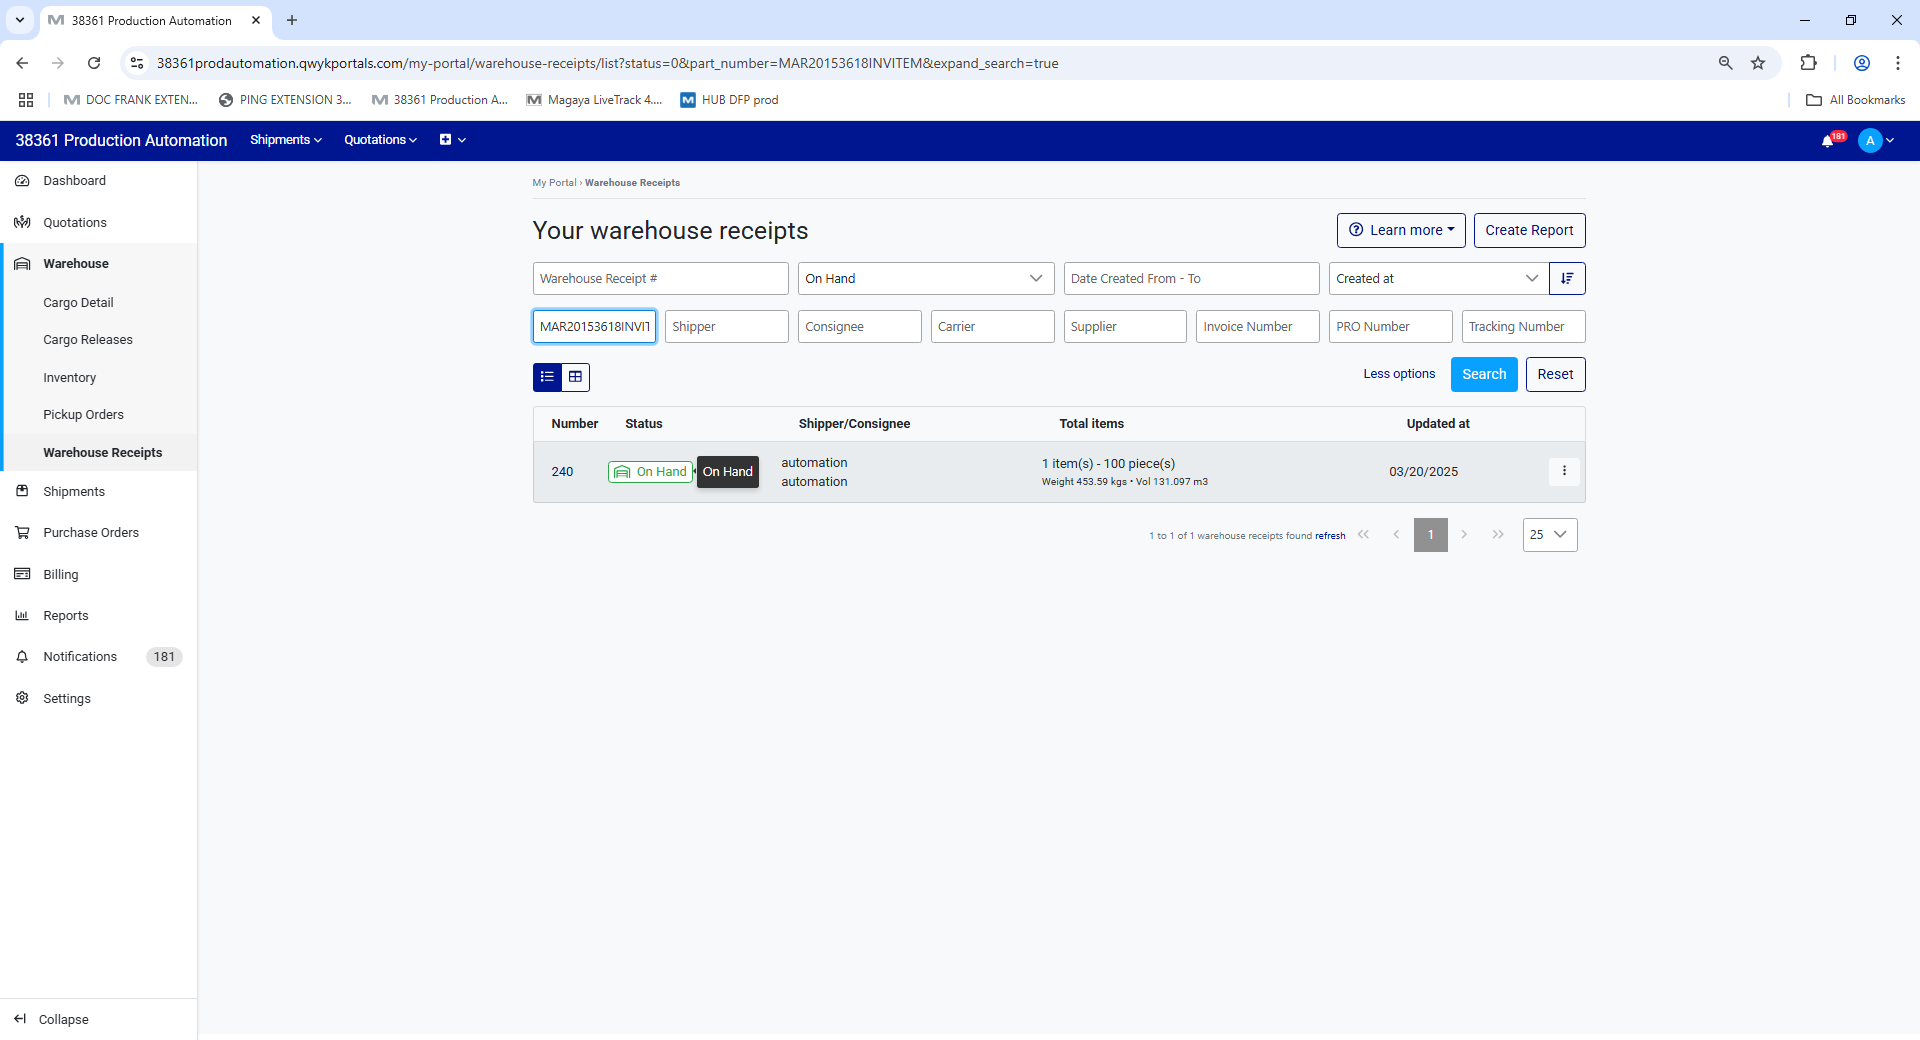 38361 Production Automation
38361prodautomation.qwykportals.com/my-portal/warehouse-receipts/list?status=0&part_number=MAR20153618INVITEM&expand_search=true
DOC FRANK EXTEN...
PING EXTENSION 3...
38361 Production A...
Magaya LiveTrack 4....
HUB DFP prod
All Bookmarks
38361 Production Automation
Shipments
Quotations
181
A
Dashboard
Quotations
Warehouse
Cargo Detail
Cargo Releases
Inventory
Pickup Orders
Warehouse Receipts
Shipments
Purchase Orders
Billing
Reports
Notifications 181
Settings
Collapse
My Portal › Warehouse Receipts
Your warehouse receipts
Learn more
Create Report
Warehouse Receipt #
On Hand
Date Created From - To
Created at
MAR20153618INVIT
Shipper
Consignee
Carrier
Supplier
Invoice Number
PRO Number
Tracking Number
Less options
Search
Reset
Number Status Shipper/Consignee Total items Updated at
240
On Hand
On Hand
automation
automation
1 item(s) - 100 piece(s)
Weight 453.59 kgs • Vol 131.097 m3
03/20/2025
1 to 1 of 1 warehouse receipts found refresh
1
25